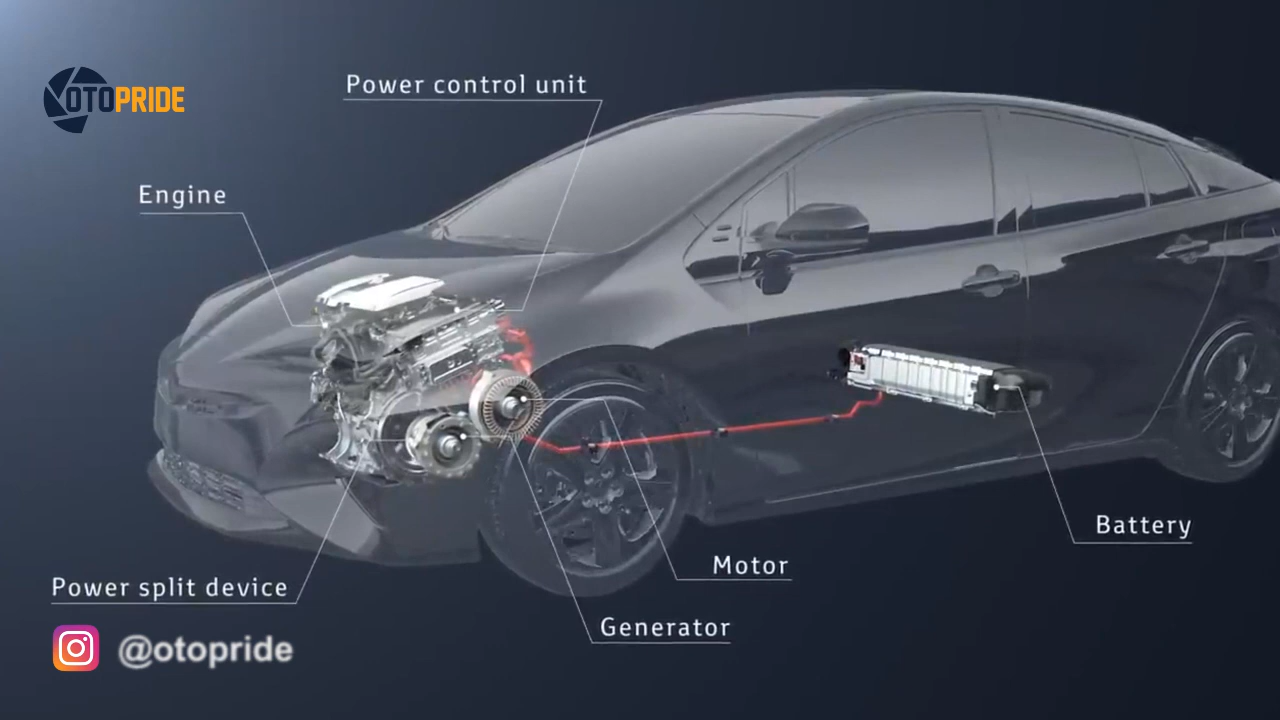 OTOPRIDE
Power control unit
Engine
Battery
Motor
Power split device
Generator
@otopride